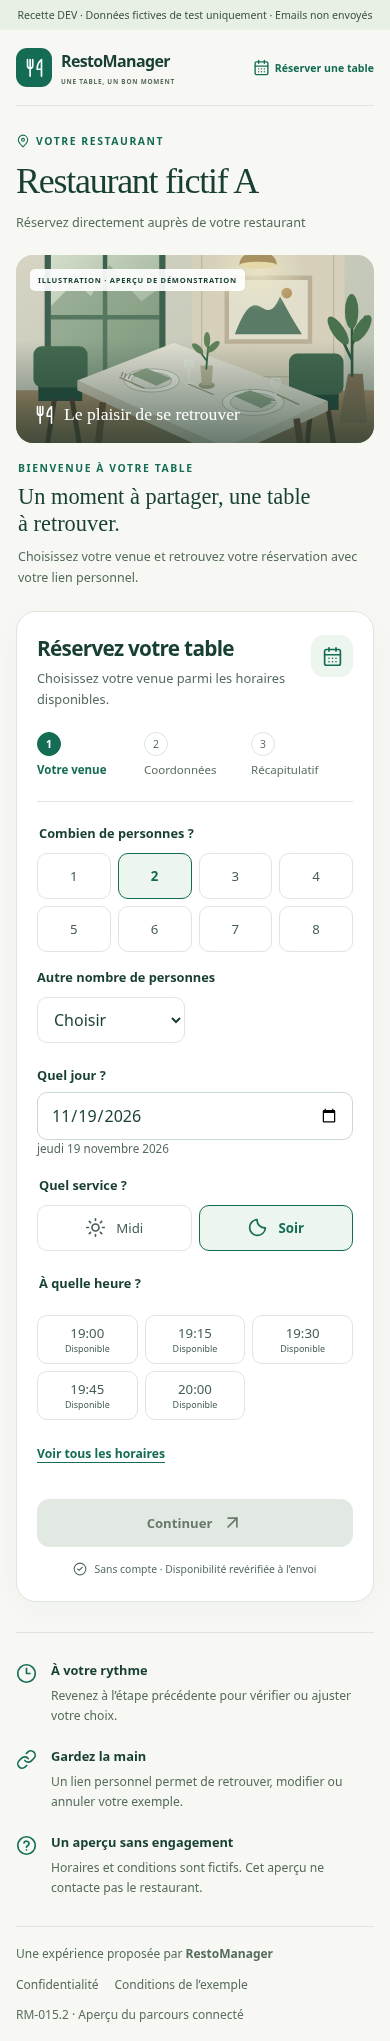 Recette DEV · Données fictives de test uniquement · Emails non envoyés
RestoManager
UNE TABLE, UN BON MOMENT
Réserver une table
VOTRE RESTAURANT
Restaurant fictif A
Réservez directement auprès de votre restaurant
ILLUSTRATION · APERÇU DE DÉMONSTRATION
Le plaisir de se retrouver
BIENVENUE À VOTRE TABLE
Un moment à partager, une table
à retrouver.
Choisissez votre venue et retrouvez votre réservation avec
votre lien personnel.
Réservez votre table
Choisissez votre venue parmi les horaires
disponibles.
1 2 3
Votre venue Coordonnées Récapitulatif
Combien de personnes ?
1 2 3 4
5 6 7 8
Autre nombre de personnes
Choisir
Quel jour ?
11/19/2026
jeudi 19 novembre 2026
Quel service ?
Midi Soir
À quelle heure ?
19:00 19:15 19:30
Disponible Disponible Disponible
19:45 20:00
Disponible Disponible
Voir tous les horaires
Continuer
Sans compte · Disponibilité revérifiée à l’envoi
À votre rythme
Revenez à l’étape précédente pour vérifier ou ajuster
votre choix.
Gardez la main
Un lien personnel permet de retrouver, modifier ou
annuler votre exemple.
Un aperçu sans engagement
Horaires et conditions sont fictifs. Cet aperçu ne
contacte pas le restaurant.
Une expérience proposée par RestoManager
Confidentialité Conditions de l’exemple
RM-015.2 · Aperçu du parcours connecté